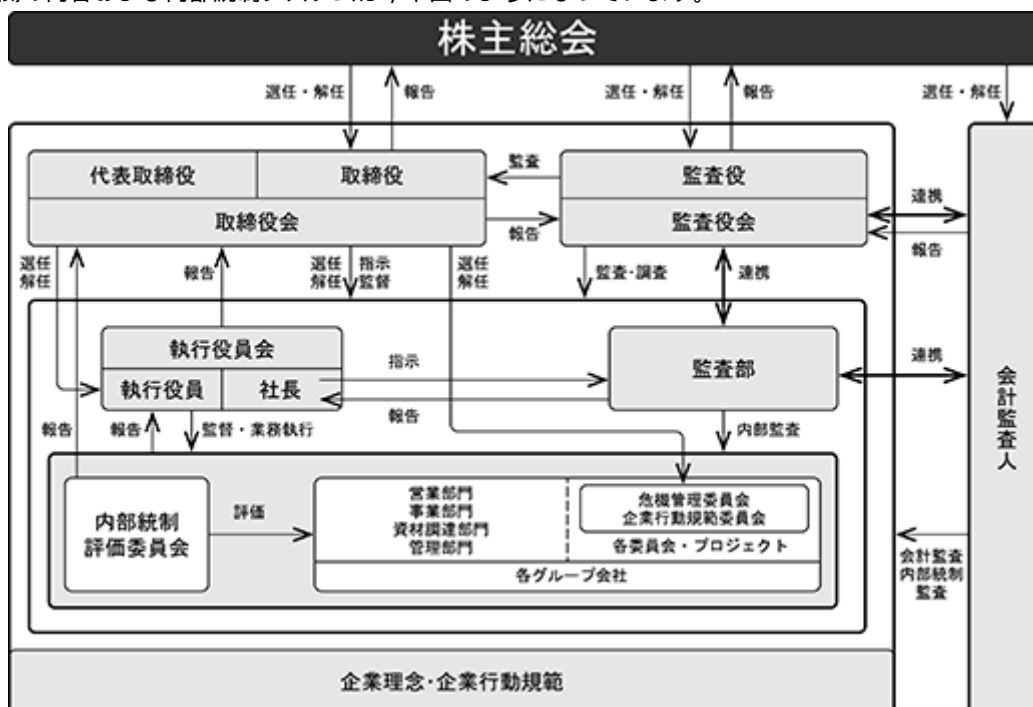 株主総会
選任・解任
報告
選任・解任
報告
選任・解任
代表取締役
取締役
監査
監査役
取締役会
報告
監査役会
連携
報告
選任
解任
報告
選任
解任
指示
監督
選任
解任
監査・調査
連携
執行役員会
執行役員
社長
指示
報告
監査部
連携
会計監査人
報告
報告
監督・業務執行
内部監査
内部統制
評価委員会
評価
営業部門
事業部門
資材調達部門
管理部門
危機管理委員会
企業行動規範委員会
各委員会・プロジェクト
各グループ会社
会計監査
内部統制
監査
企業理念・企業行動規範